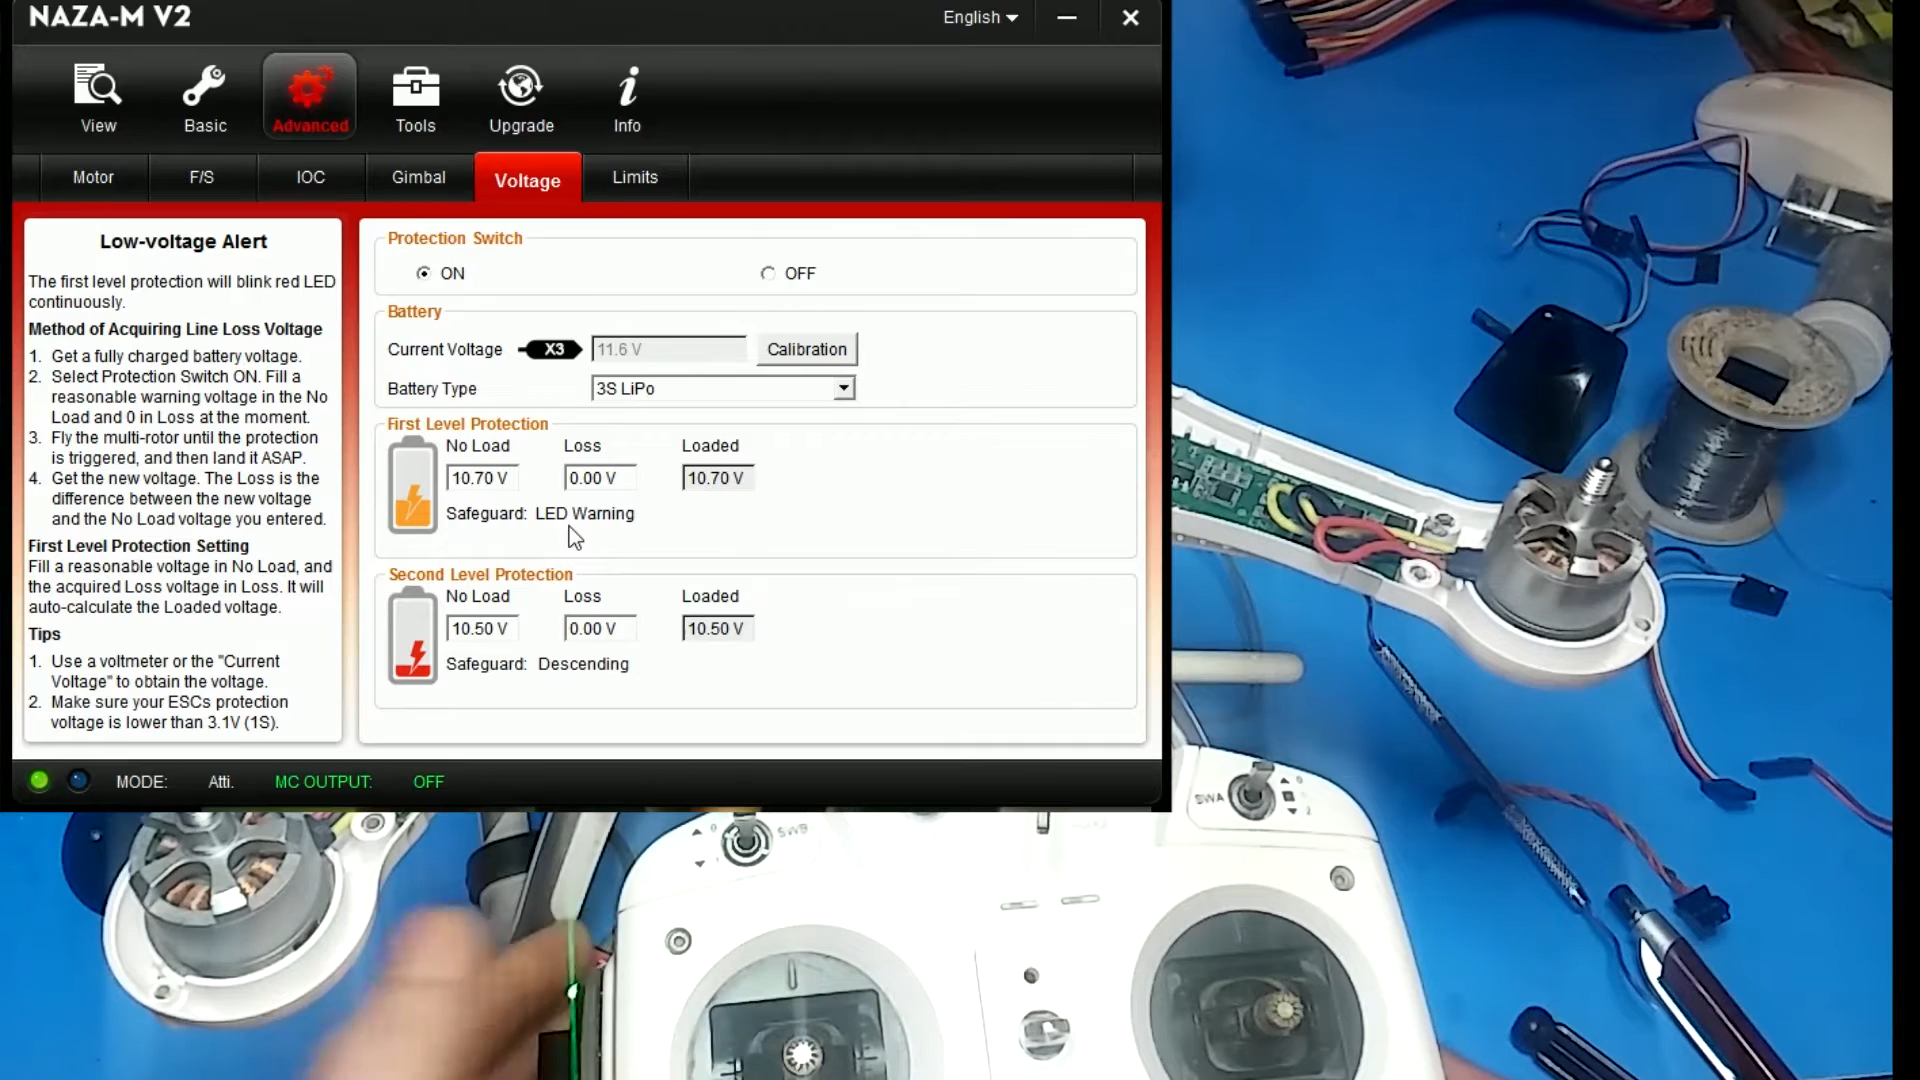 NAZA-M V2
English
View
Basic
Advanced
Tools
Upgrade
Info
Motor
F/S
IOC
Gimbal
Voltage
Limits
Low-voltage Alert
The first level protection will blink red LED
continuously.
Method of Acquiring Line Loss Voltage
1. Get a fully charged battery voltage.
2. Select Protection Switch ON. Fill a
reasonable warning voltage in the No
Load and 0 in Loss at the moment.
3. Fly the multi-rotor until the protection
is triggered, and then land it ASAP.
4. Get the new voltage. The Loss is the
difference between the new voltage
and the No Load voltage you entered.
First Level Protection Setting
Fill a reasonable voltage in No Load, and
the acquired Loss voltage in Loss. It will
auto-calculate the Loaded voltage.
Tips
1. Use a voltmeter or the "Current
Voltage" to obtain the voltage.
2. Make sure your ESCs protection
voltage is lower than 3.1V (1S).
Protection Switch
ON
OFF
Battery
Current Voltage X3 11.6 V Calibration
Battery Type 3S LiPo
First Level Protection
No Load Loss Loaded
10.70 V 0.00 V 10.70 V
Safeguard: LED Warning
Second Level Protection
No Load Loss Loaded
10.50 V 0.00 V 10.50 V
Safeguard: Descending
MODE: Atti. MC OUTPUT: OFF
SWA
0
2
SWB
0